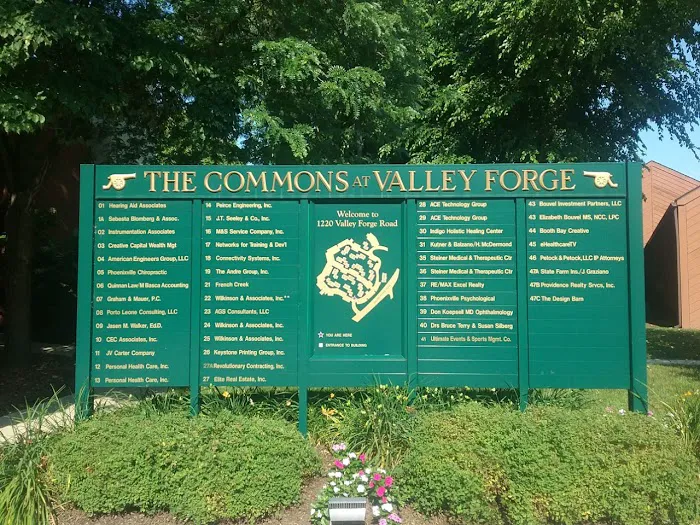 THE COMMONS AT VALLEY FORGE
01 Hearing Aid Associates
1A Sebasta Blomberg & Assoc.
02 Instrumentation Associates
03 Creative Capital Wealth Mgt
04 American Engineers Group, LLC
05 Phoenixville Chiropractic
06 Quinnan Law/M Basca Accounting
07 Graham & Mauer, P.C.
08 Porto Leone Consulting, LLC
09 Jasen M. Walker, Ed.D.
10 CEC Associates, Inc.
11 JV Carter Company
12 Personal Health Care, Inc.
13 Personal Health Care, Inc.
14 Peirce Engineering, Inc.
15 J.T. Seeley & Co., Inc.
16 M&S Service Company, Inc.
17 Networks for Training & Dev't
18 Connectivity Systems, Inc.
19 The Andre Group, Inc.
21 French Creek
22 Wilkinson & Associates, Inc.**
23 AGS Consultants, LLC
24 Wilkinson & Associates, Inc.
25 Wilkinson & Associates, Inc.
26 Keystone Printing Group, Inc.
27A Revolutionary Contracting, Inc.
27 Elite Real Estate, Inc.
Welcome to
1220 Valley Forge Road
YOU ARE HERE
ENTRANCE TO BUILDING
28 ACE Technology Group
29 ACE Technology Group
30 Indigo Holistic Healing Center
31 Kutner & Balsano/H. McDermond
35 Steiner Medical & Therapeutic Ctr
36 Steiner Medical & Therapeutic Ctr
37 RE/MAX Excel Realty
38 Phoenixville Psychological
39 Don Koepsell MD Ophthalmology
40 Drs Bruce Terry & Susan Silberg
41 Ultimate Events & Sports Mgmt. Co.
43 Bouvel Investment Partners, LLC
43 Elisabeth Bouvel MS, NCC, LPC
44 Booth Bay Creative
45 eHealthcareTV
46 Petock & Petock, LLC IP Attorneys
47A State Farm Ins./J Graziano
47B Providence Realty Srvcs, Inc.
47C The Design Barn